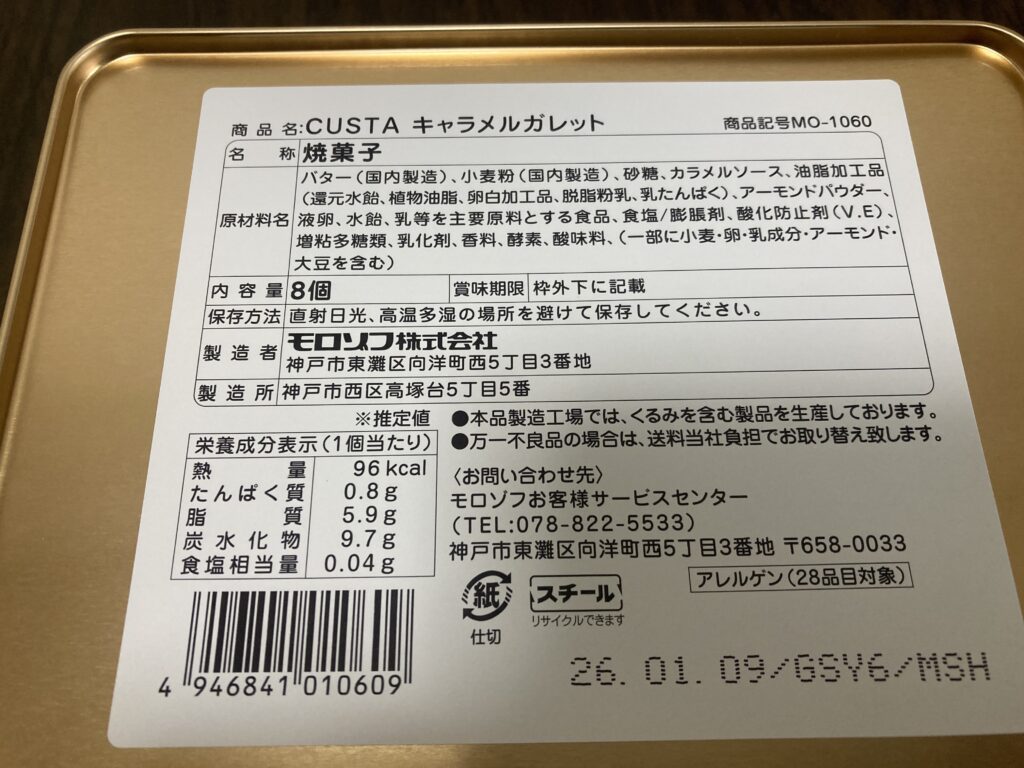 商品名:CUSTA キャラメルガレット 商品記号MO-1060
名称 焼菓子
原材料名 バター(国内製造)、小麦粉(国内製造)、砂糖、カラメルソース、油脂加工品
(還元水飴、植物油脂、卵白加工品、脱脂粉乳、乳たんぱく)、アーモンドパウダー、
液卵、水飴、乳等を主要原料とする食品、食塩/膨脹剤、酸化防止剤(V.E)、
増粘多糖類、乳化剤、香料、酵素、酸味料、(一部に小麦・卵・乳成分・アーモンド・
大豆を含む)
内容量 8個 賞味期限 枠外下に記載
保存方法 直射日光、高温多湿の場所を避けて保存してください。
製造者 モロゾフ株式会社
神戸市東灘区向洋町西5丁目3番地
製造所 神戸市西区高塚台5丁目5番
※推定値
栄養成分表示(1個当たり)
熱量 96kcal
たんぱく質 0.8g
脂質 5.9g
炭水化物 9.7g
食塩相当量 0.04g
●本品製造工場では、くるみを含む製品を生産しております。
●万一不良品の場合は、送料当社負担でお取り替え致します。
〈お問い合わせ先〉
モロゾフお客様サービスセンター
(TEL:078-822-5533)
神戸市東灘区向洋町西5丁目3番地 〒658-0033
アレルゲン(28品目対象)
紙
仕切
スチール
リサイクルできます
4 946841 010609
26.01.09/GSY6/MSH